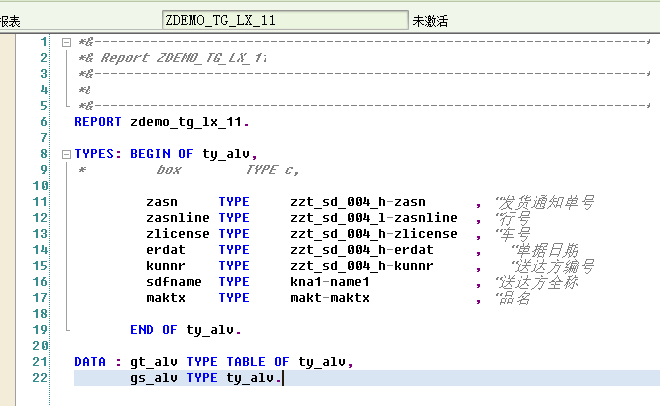 报表 ZDEMO_TG_LX_11 未激活
1 *&---------------------------------------------------------------------*
2 *& Report ZDEMO_TG_LX_11
3 *&---------------------------------------------------------------------*
4 *&
5 *&---------------------------------------------------------------------*
6 REPORT zdemo_tg_lx_11.
7
8 TYPES: BEGIN OF ty_alv,
9 * box TYPE c,
10
11 zasn TYPE zzt_sd_004_h-zasn , "发货通知单号
12 zasnline TYPE zzt_sd_004_l-zasnline , "行号
13 zlicense TYPE zzt_sd_004_h-zlicense , "车号
14 erdat TYPE zzt_sd_004_h-erdat , "单据日期
15 kunnr TYPE zzt_sd_004_h-kunnr , "送达方编号
16 sdfname TYPE kna1-name1 , "送达方全称
17 maktx TYPE makt-maktx , "品名
18
19 END OF ty_alv.
20
21 DATA : gt_alv TYPE TABLE OF ty_alv,
22 gs_alv TYPE ty_alv.